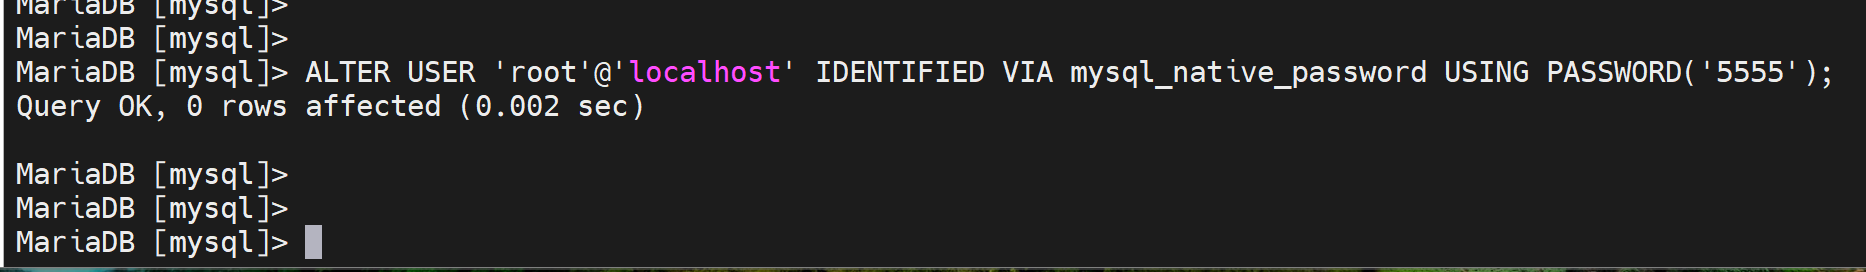 MariaDB [mysql]>
MariaDB [mysql]>
MariaDB [mysql]> ALTER USER 'root'@'localhost' IDENTIFIED VIA mysql_native_password USING PASSWORD('5555');
Query OK, 0 rows affected (0.002 sec)
MariaDB [mysql]>
MariaDB [mysql]>
MariaDB [mysql]>